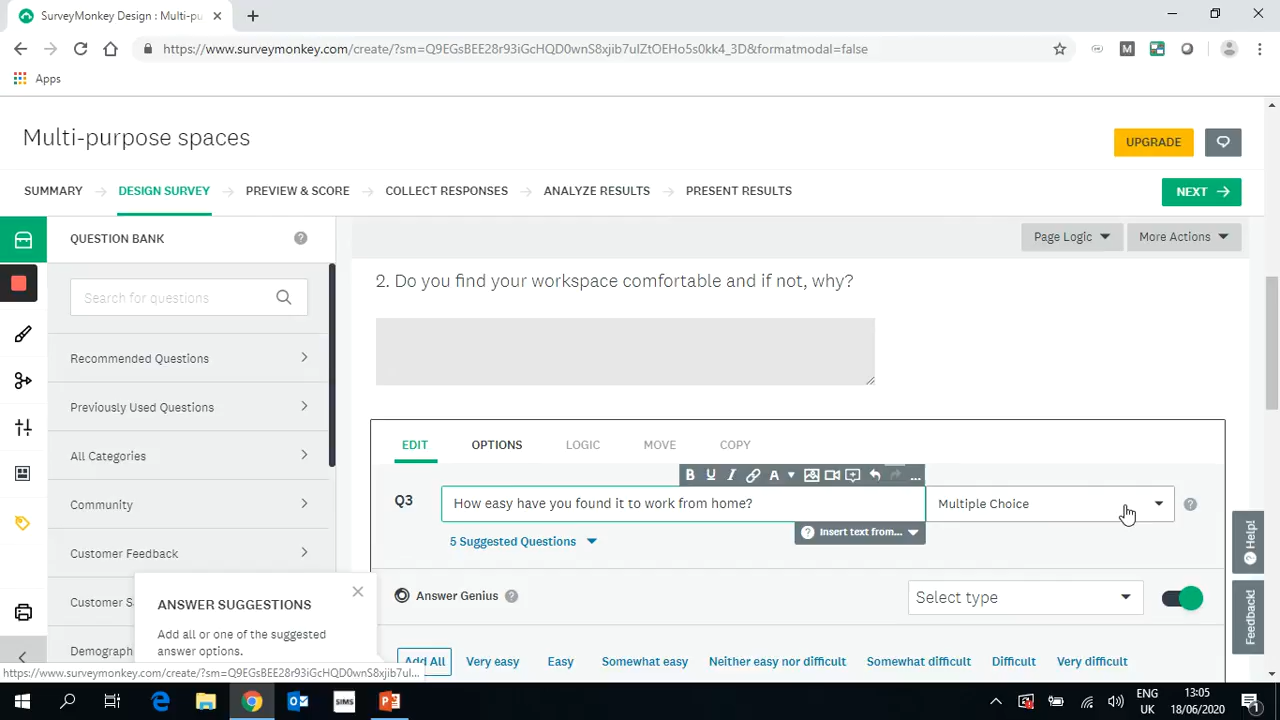 SurveyMonkey Design : Multi-pu
https://www.surveymonkey.com/create/?sm=Q9EGsBEE28r93iGcHQD0wnS8xjib7ulZtOEHo5s0kk4_3D&formatmodal=false
M
Apps
Multi-purpose spaces
UPGRADE
SUMMARY
DESIGN SURVEY
PREVIEW & SCORE
COLLECT RESPONSES
ANALYZE RESULTS
PRESENT RESULTS
NEXT
QUESTION BANK
?
Page Logic
More Actions
Search for questions
2. Do you find your workspace comfortable and if not, why?
Recommended Questions
Previously Used Questions
All Categories
Community
Customer Feedback
Customer S
Demograph
EDIT
OPTIONS
LOGIC
MOVE
COPY
B U I A ...
Q3
How easy have you found it to work from home?
Multiple Choice
?
? Insert text from...
5 Suggested Questions
Help!
?
Feedback!
Answer Genius ?
Select type
ANSWER SUGGESTIONS
Add all or one of the suggested
answer options.
Add All
Very easy
Easy
Somewhat easy
Neither easy nor difficult
Somewhat difficult
Difficult
Very difficult
https://www.surveymonkey.com/create/?sm=Q9EGsBEE28r93iGcHQD0wnS8xjib7ul...
SIMS
ENG
UK
13:05
18/06/2020
1